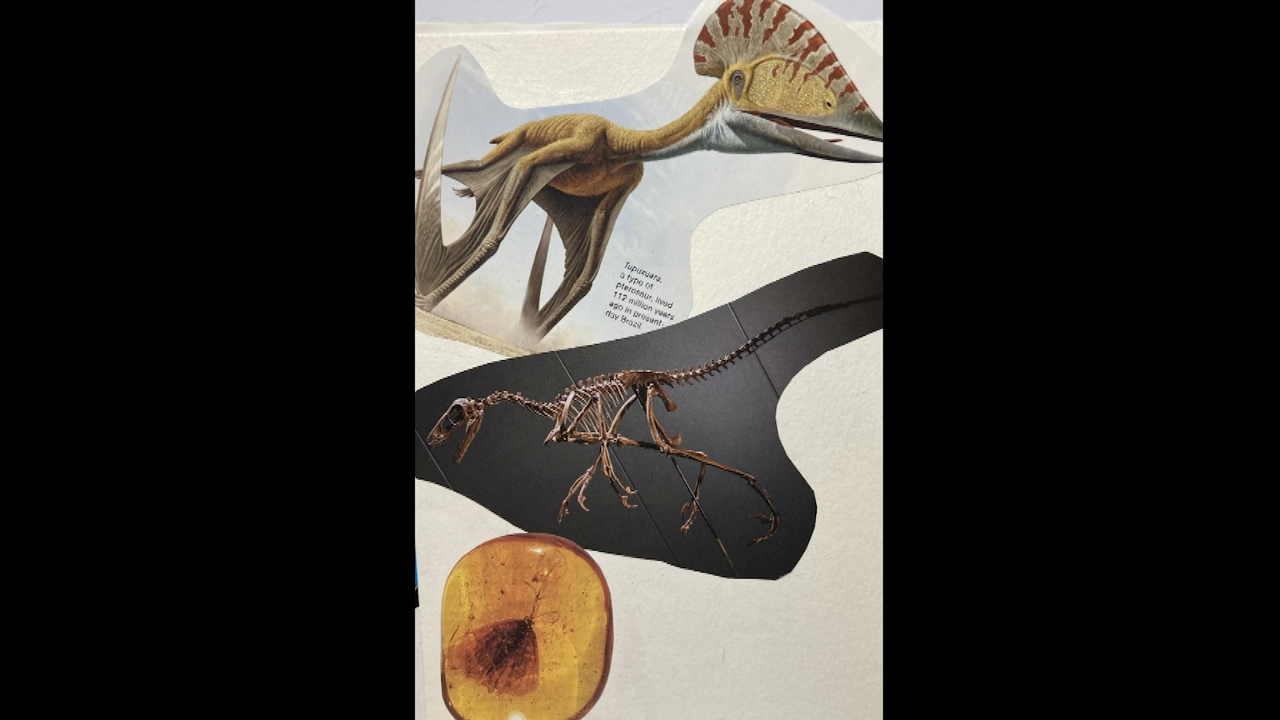 Tupuxuara,
a type of
pterosaur, lived
112 million years
ago in present-
day Brazil